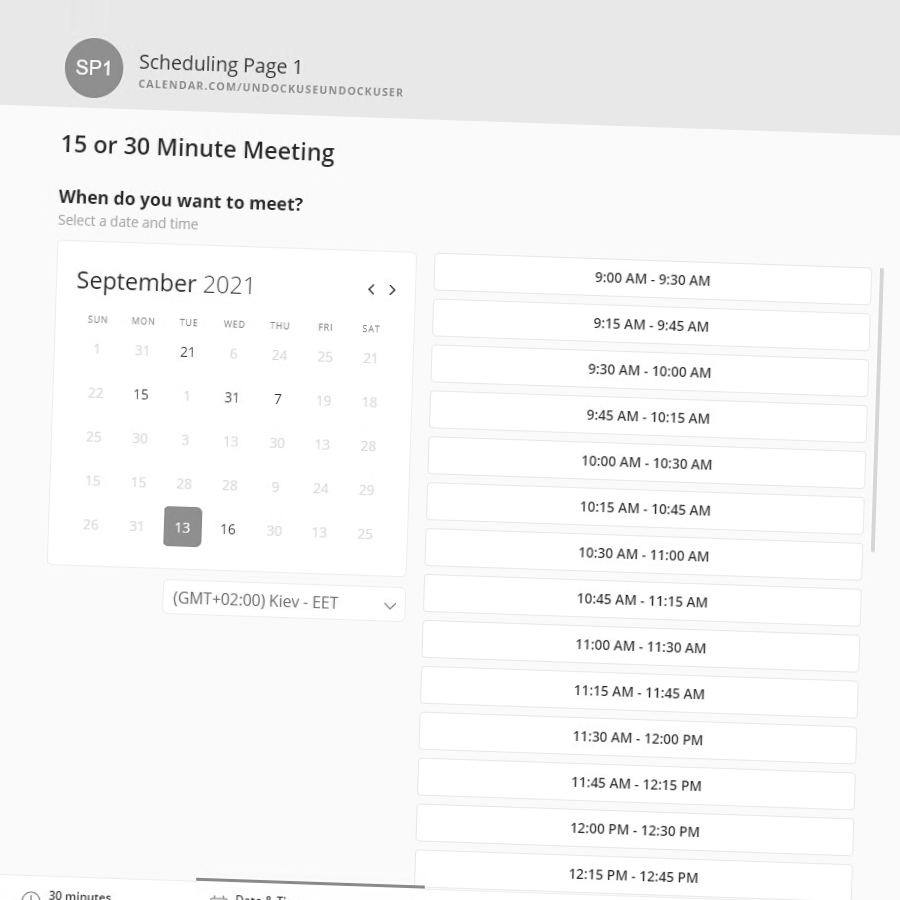 SP1
Scheduling Page 1
CALENDAR.COM/UNDOCKUSEUNDOCKUSER
15 or 30 Minute Meeting
When do you want to meet?
Select a date and time
September 2021
SUN MON TUE WED THU FRI SAT
1 31 21 6 24 25 21
22 15 1 31 7 19 18
25 30 3 13 30 13 28
15 15 28 28 9 24 29
26 31 13 16 30 13 25
(GMT+02:00) Kiev - EET
9:00 AM - 9:30 AM
9:15 AM - 9:45 AM
9:30 AM - 10:00 AM
9:45 AM - 10:15 AM
10:00 AM - 10:30 AM
10:15 AM - 10:45 AM
10:30 AM - 11:00 AM
10:45 AM - 11:15 AM
11:00 AM - 11:30 AM
11:15 AM - 11:45 AM
11:30 AM - 12:00 PM
11:45 AM - 12:15 PM
12:00 PM - 12:30 PM
12:15 PM - 12:45 PM
30 minutes
Date &